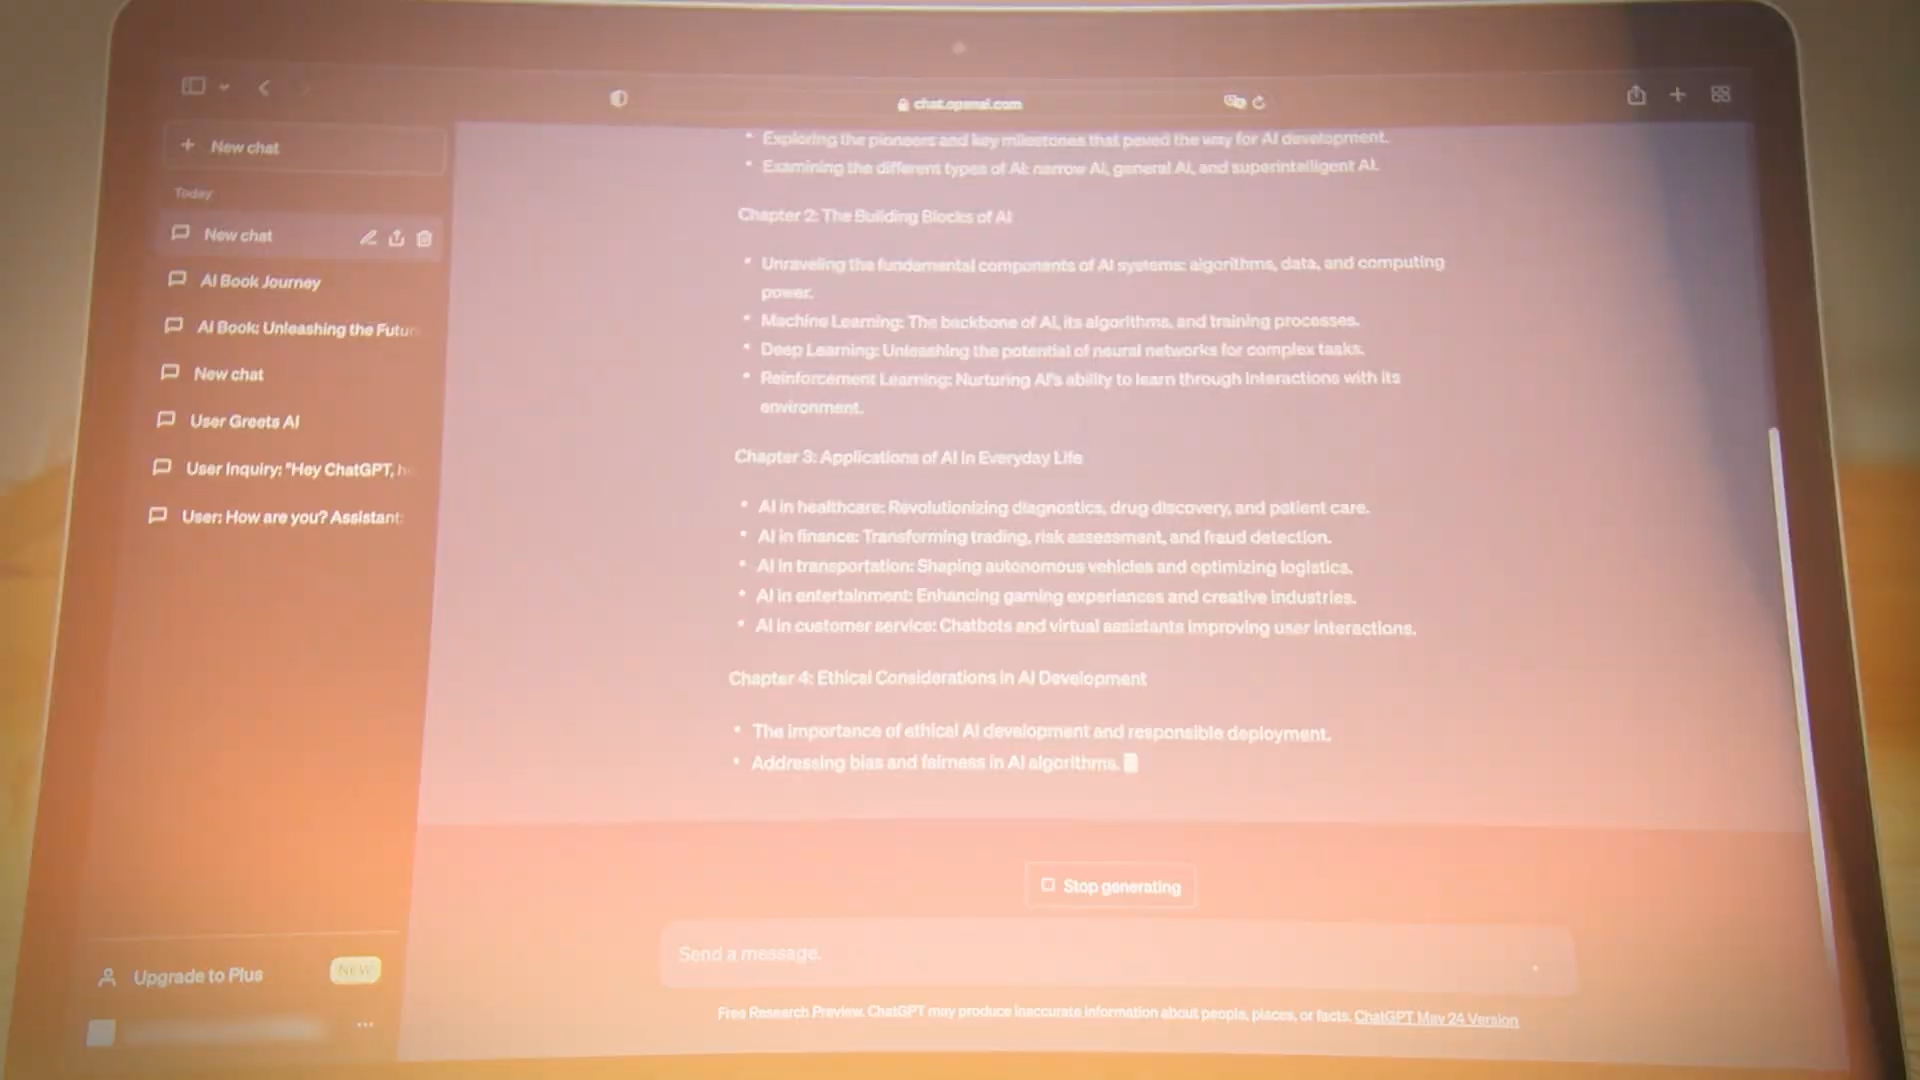 chat.openai.com
New chat
Today
New chat
AI Book Journey
AI Book: Unleashing the Futur
New chat
User Greets AI
User Inquiry: "Hey ChatGPT, h
User: How are you? Assistant:
Upgrade to Plus
NEW
Exploring the pioneers and key milestones that paved the way for AI development.
Examining the different types of AI: narrow AI, general AI, and superintelligent AI.
Chapter 2: The Building Blocks of AI
Unraveling the fundamental components of AI systems: algorithms, data, and computing
power.
Machine Learning: The backbone of AI, its algorithms, and training processes.
Deep Learning: Unleashing the potential of neural networks for complex tasks.
Reinforcement Learning: Nurturing AI's ability to learn through interactions with its
environment.
Chapter 3: Applications of AI in Everyday Life
AI in healthcare: Revolutionizing diagnostics, drug discovery, and patient care.
AI in finance: Transforming trading, risk assessment, and fraud detection.
AI in transportation: Shaping autonomous vehicles and optimizing logistics.
AI in entertainment: Enhancing gaming experiences and creative industries.
AI in customer service: Chatbots and virtual assistants improving user interactions.
Chapter 4: Ethical Considerations in AI Development
The importance of ethical AI development and responsible deployment.
Addressing bias and fairness in AI algorithms.
Stop generating
Send a message.
Free Research Preview. ChatGPT may produce inaccurate information about people, places, or facts. ChatGPT May 24 Version